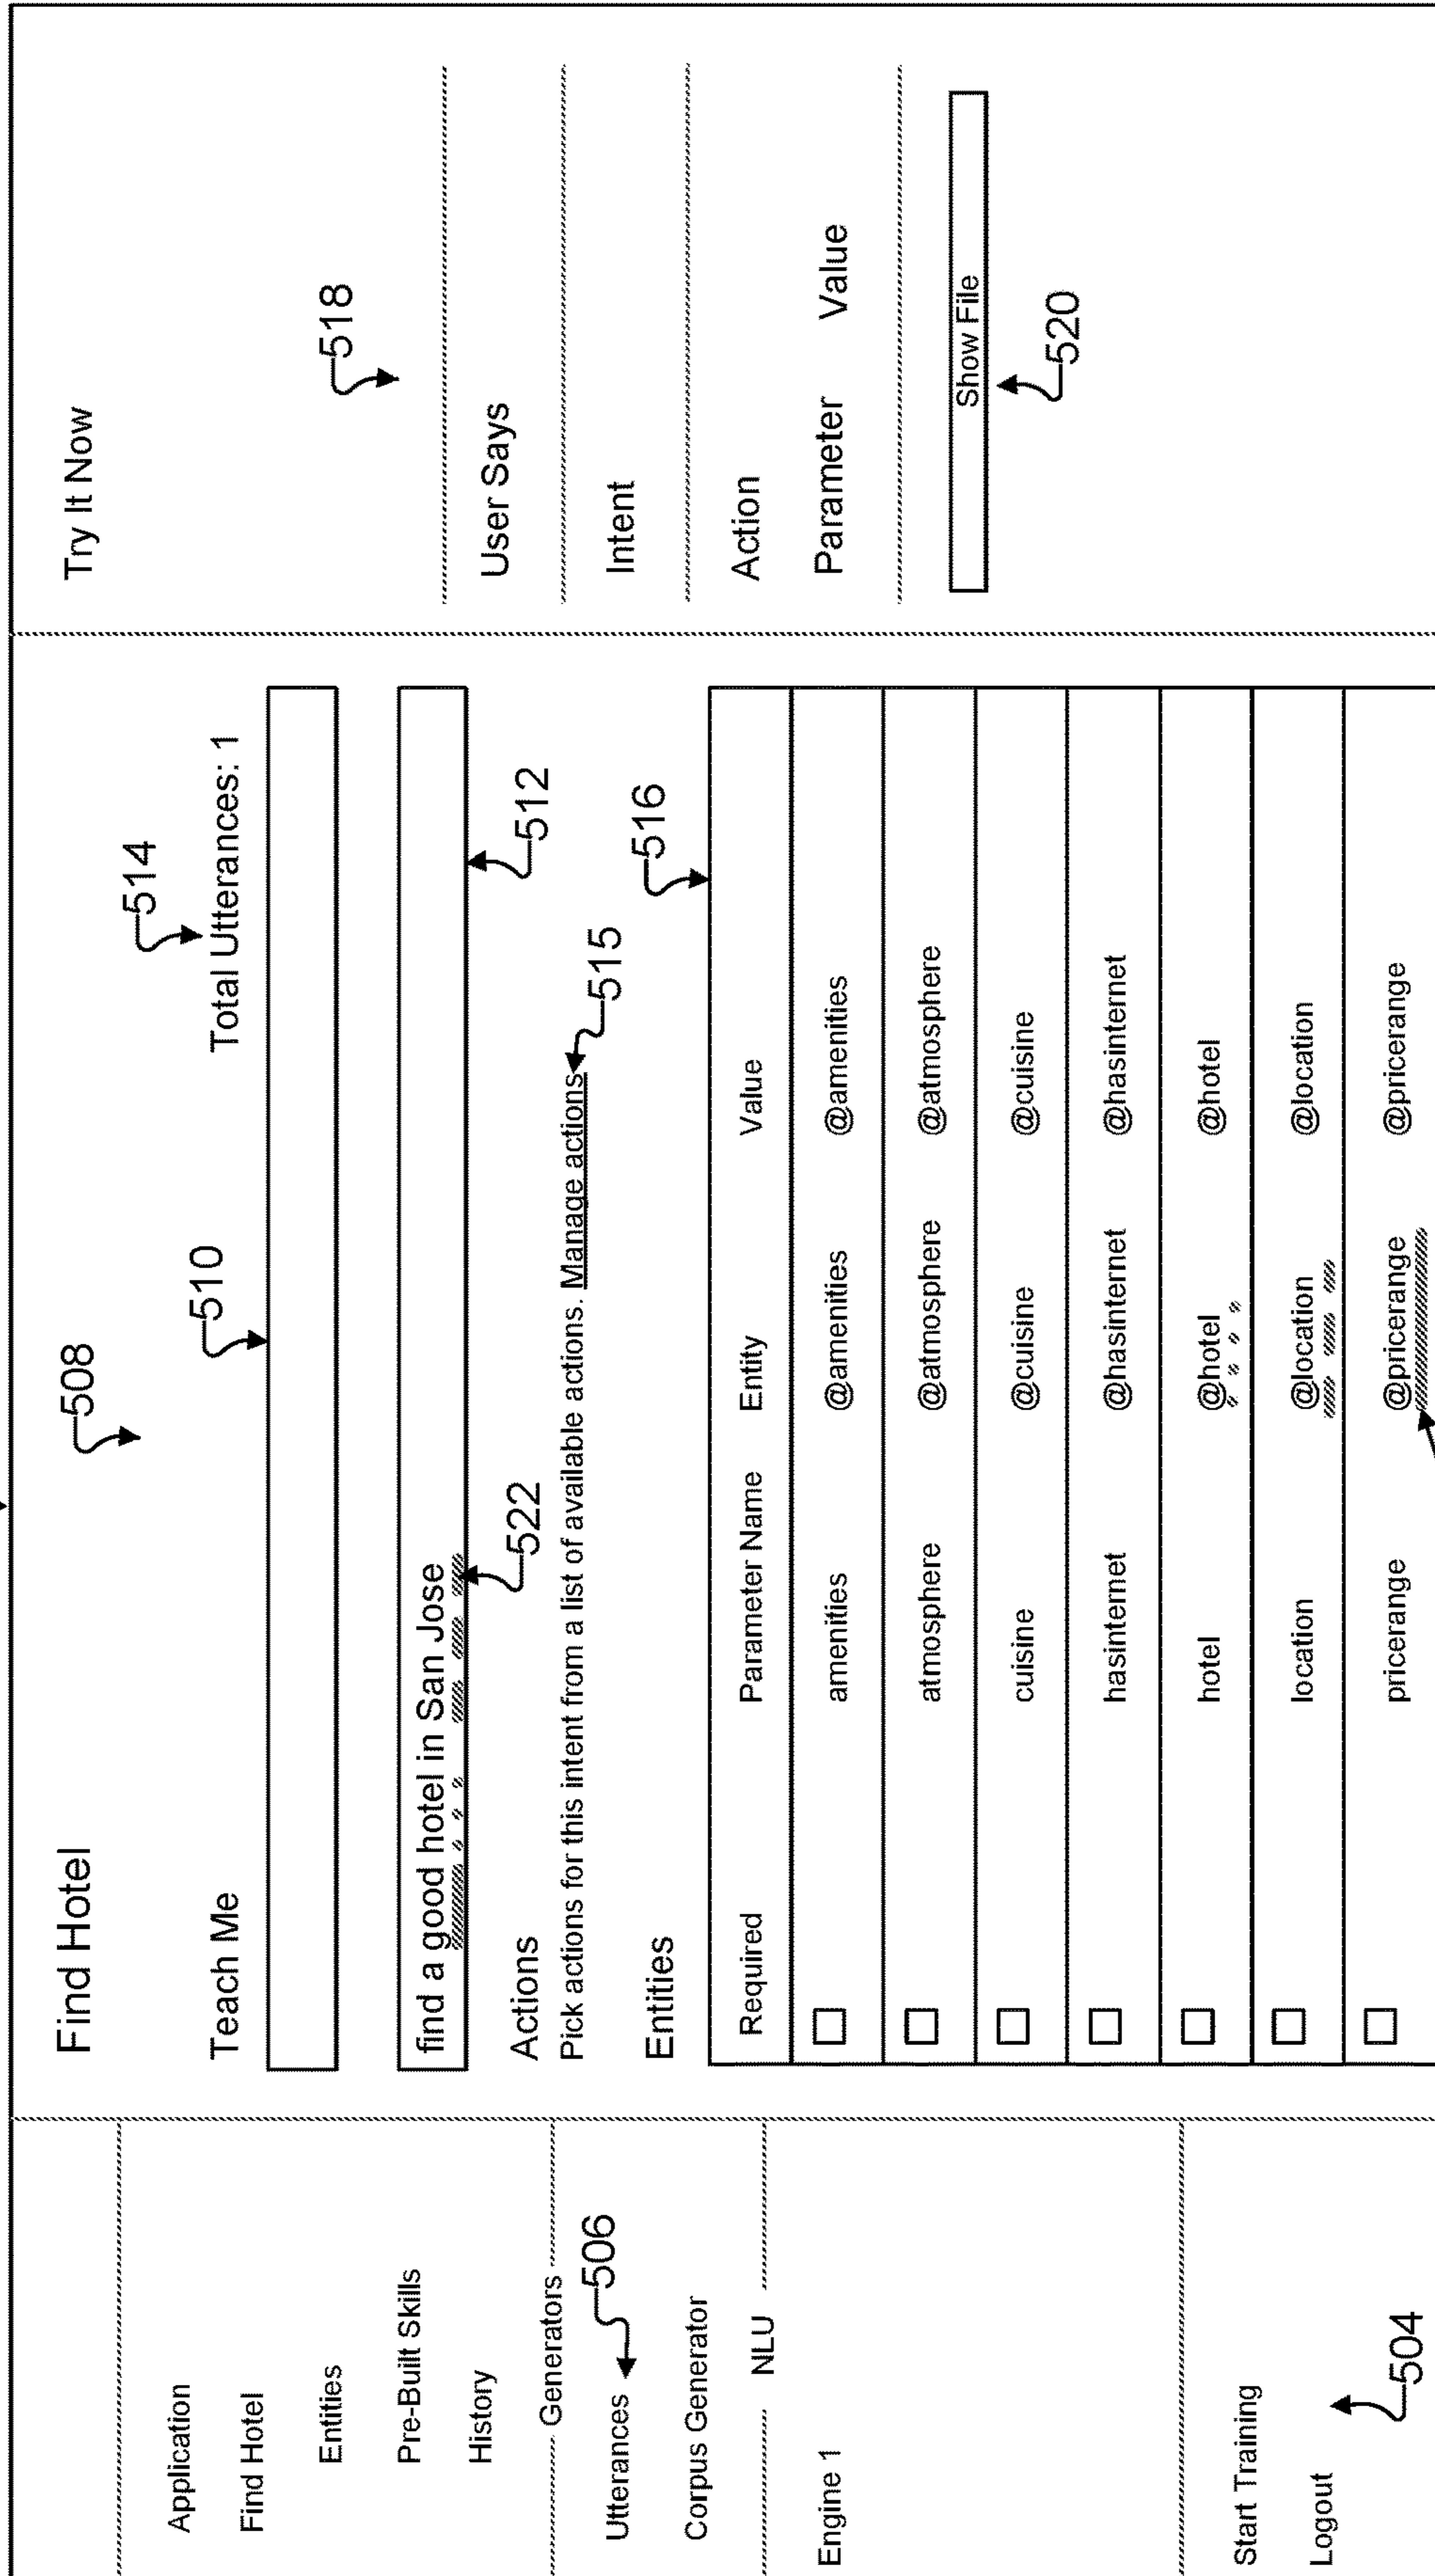 Application
Find Hotel
Entities
Pre-Built Skills
History
Generators
Utterances
506
Corpus Generator
NLU
Engine 1
Start Training
Logout
504
Find Hotel
508
Teach Me
510
514
Total Utterances: 1
find a good hotel in San Jose
522
512
Actions
Pick actions for this intent from a list of available actions. Manage actions
515
Entities
516
Required Parameter Name Entity Value
amenities @amenities @amenities
atmosphere @atmosphere @atmosphere
cuisine @cuisine @cuisine
hasinternet @hasinternet @hasinternet
hotel @hotel @hotel
location @location @location
pricerange @pricerange @pricerange
Try It Now
518
User Says
Intent
Action
Parameter Value
Show File
520